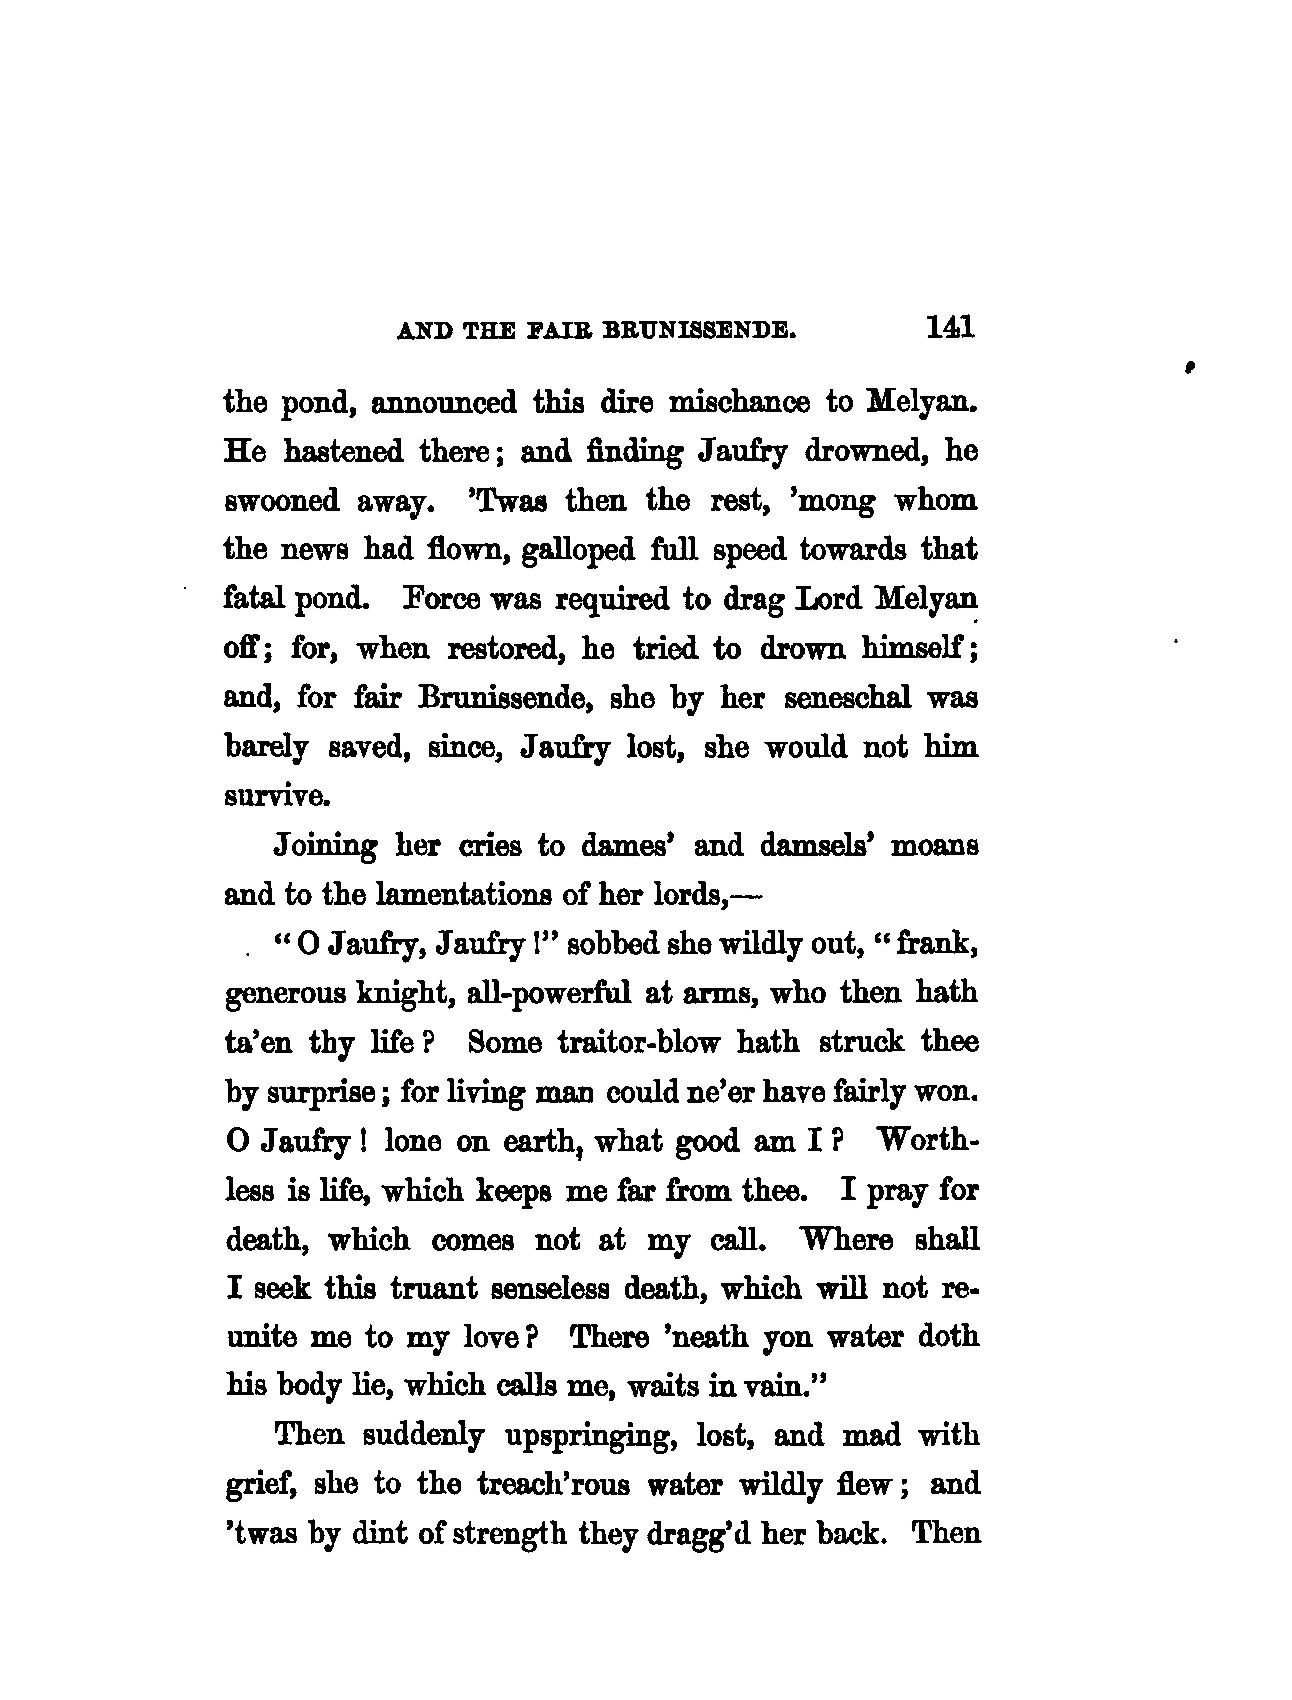 AND THE FAIR BRUNISSENDE. 141
the pond, announced this dire mischance to Melyan.
He hastened there; and finding Jaufry drowned, he
swooned away. 'Twas then the rest, 'mong whom
the news had flown, galloped full speed towards that
fatal pond. Force was required to drag Lord Melyan
off; for, when restored, he tried to drown himself;
and, for fair Brunissende, she by her seneschal was
barely saved, since, Jaufry lost, she would not him
survive.
Joining her cries to dames' and damsels' moans
and to the lamentations of her lords,—
"O Jaufry, Jaufry!" sobbed she wildly out, "frank,
generous knight, all-powerful at arms, who then hath
ta'en thy life? Some traitor-blow hath struck thee
by surprise; for living man could ne'er have fairly won.
O Jaufry! lone on earth, what good am I? Worth-
less is life, which keeps me far from thee. I pray for
death, which comes not at my call. Where shall
I seek this truant senseless death, which will not re-
unite me to my love? There 'neath yon water doth
his body lie, which calls me, waits in vain."
Then suddenly upspringing, lost, and mad with
grief, she to the treach'rous water wildly flew; and
'twas by dint of strength they dragg'd her back. Then